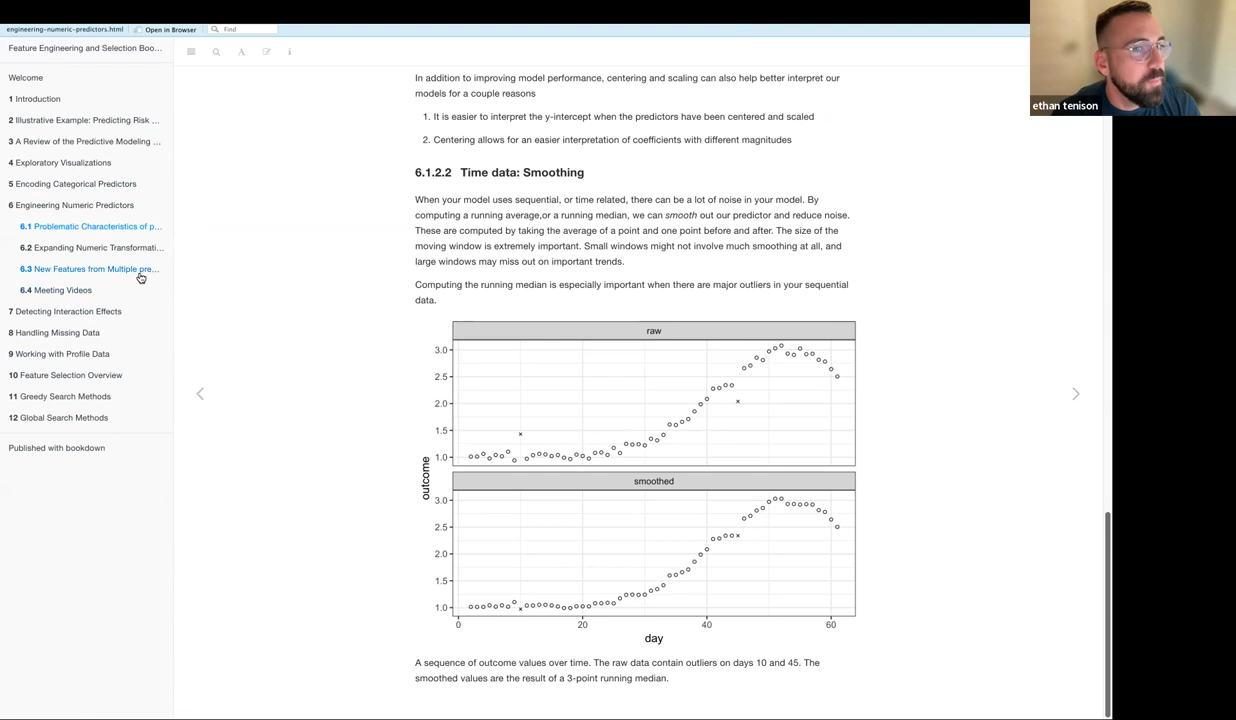 engineering-numeric-predictors.html
Open in Browser
Find
Feature Engineering and Selection Boo...
Welcome
1 Introduction
2 Illustrative Example: Predicting Risk ...
3 A Review of the Predictive Modeling ...
4 Exploratory Visualizations
5 Encoding Categorical Predictors
6 Engineering Numeric Predictors
6.1 Problematic Characteristics of p...
6.2 Expanding Numeric Transformati...
6.3 New Features from Multiple pre...
6.4 Meeting Videos
7 Detecting Interaction Effects
8 Handling Missing Data
9 Working with Profile Data
10 Feature Selection Overview
11 Greedy Search Methods
12 Global Search Methods
Published with bookdown
A
i
In addition to improving model performance, centering and scaling can also help better interpret our
models for a couple reasons
1. It is easier to interpret the y-intercept when the predictors have been centered and scaled
2. Centering allows for an easier interpretation of coefficients with different magnitudes
6.1.2.2 Time data: Smoothing
When your model uses sequential, or time related, there can be a lot of noise in your model. By
computing a running average,or a running median, we can smooth out our predictor and reduce noise.
These are computed by taking the average of a point and one point before and after. The size of the
moving window is extremely important. Small windows might not involve much smoothing at all, and
large windows may miss out on important trends.
Computing the running median is especially important when there are major outliers in your sequential
data.
raw
3.0
2.5
2.0
1.5
1.0
outcome
smoothed
3.0
2.5
2.0
1.5
1.0
0 20 40 60
day
A sequence of outcome values over time. The raw data contain outliers on days 10 and 45. The
smoothed values are the result of a 3-point running median.
ethan tenison